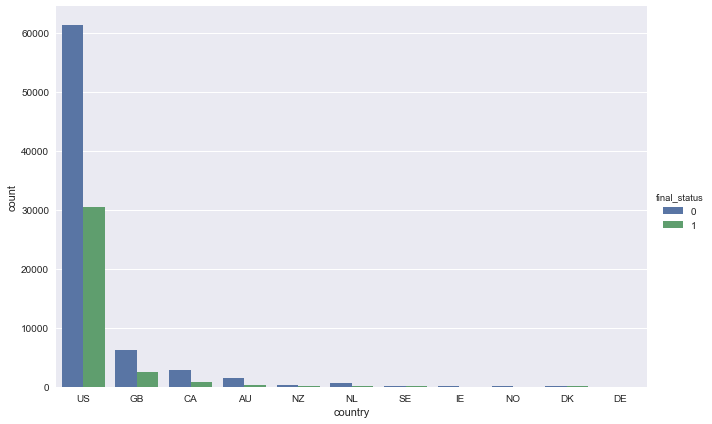 60000
50000
40000
30000
20000
10000
0
count
US GB CA AU NZ NL SE IE NO DK DE
country
final_status
0
1